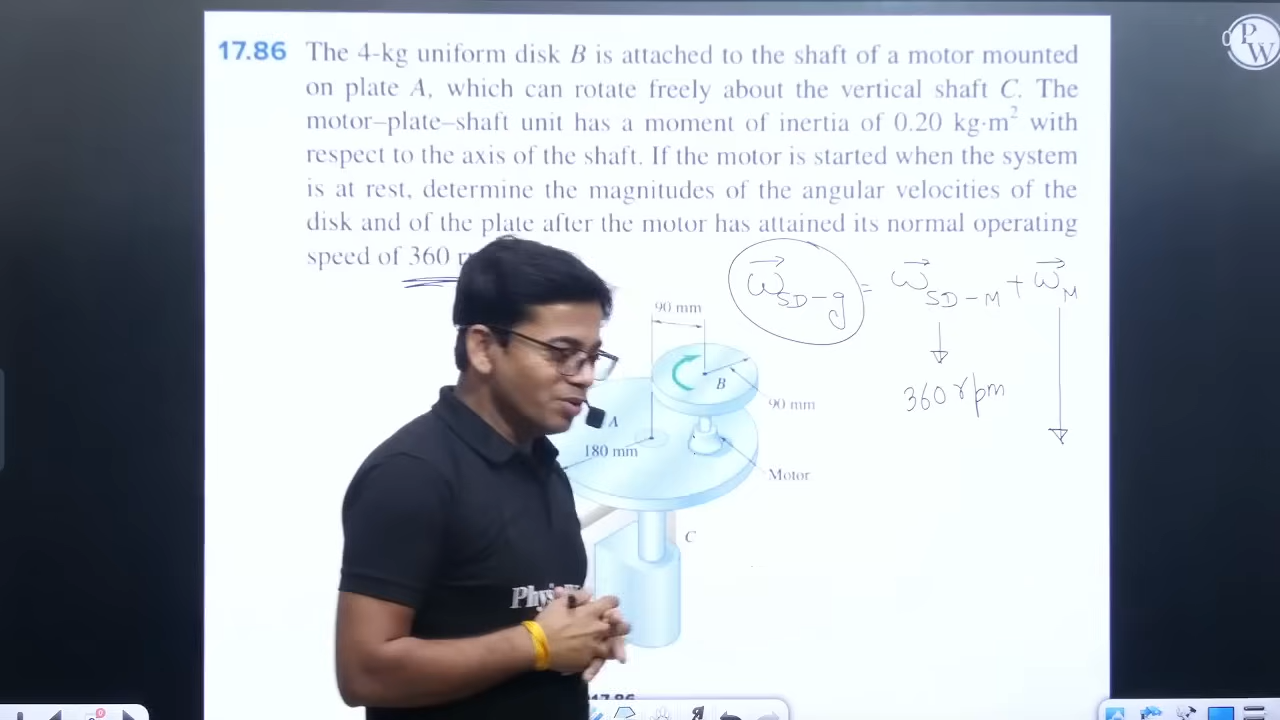 17.86 The 4-kg uniform disk B is attached to the shaft of a motor mounted
on plate A, which can rotate freely about the vertical shaft C. The
motor–plate–shaft unit has a moment of inertia of 0.20 kg·m² with
respect to the axis of the shaft. If the motor is started when the system
is at rest, determine the magnitudes of the angular velocities of the
disk and of the plate after the motor has attained its normal operating
speed of 360
PW
ω⃗SD-g = ω⃗SD-M + ω⃗M
360 rpm
90 mm
B
90 mm
A
180 mm
Motor
C
17.86